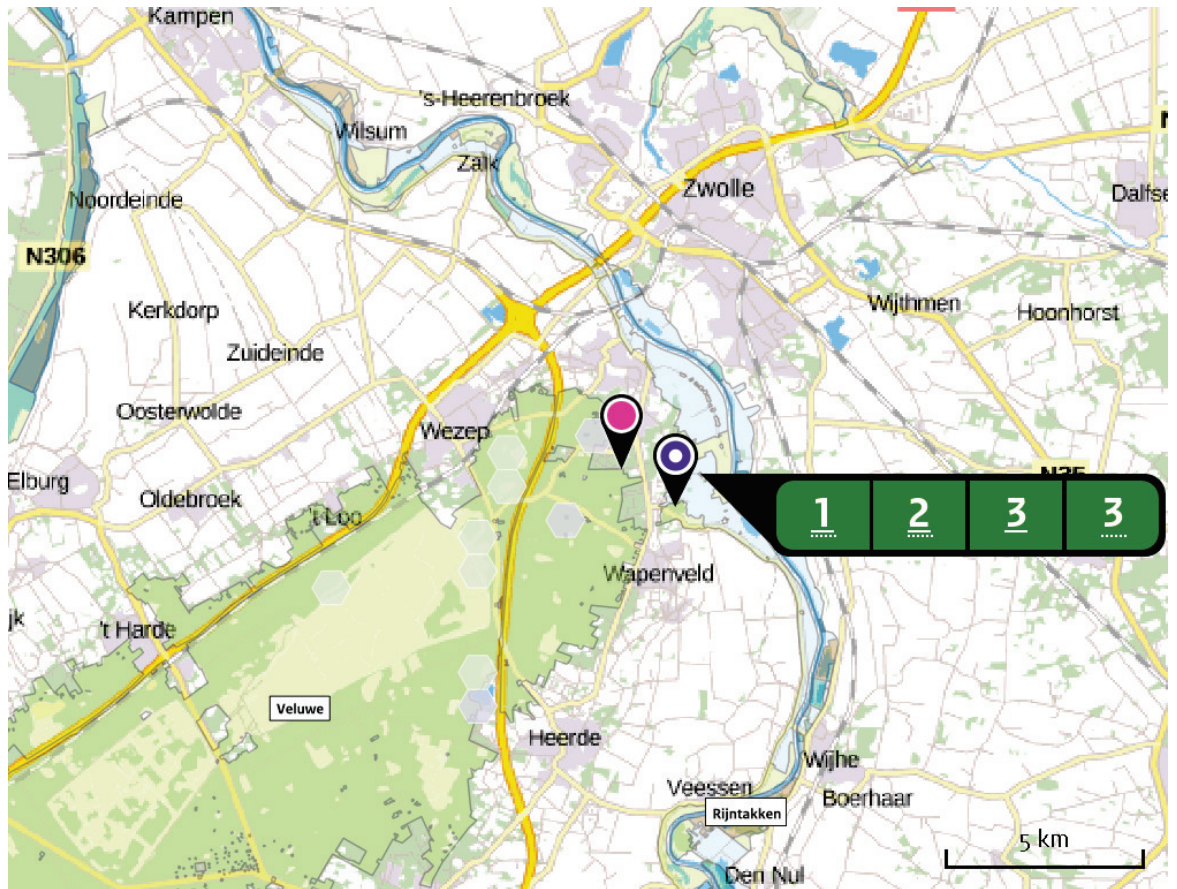 Kampen
's-Heerenbroek
Wilsum
Zalk
Zwolle
Noordeinde
Dalfse
N306
Kerkdorp
Wijthmen
Hoonhorst
Zuideinde
Oosterwolde
Wezep
N35
Elburg
Oldebroek
't Loo
1 2 3 3
Wapenveld
jk
't Harde
Veluwe
Heerde
Wijhe
Veessen
Boerhaar
Rijntakken
5 km
Den Nul